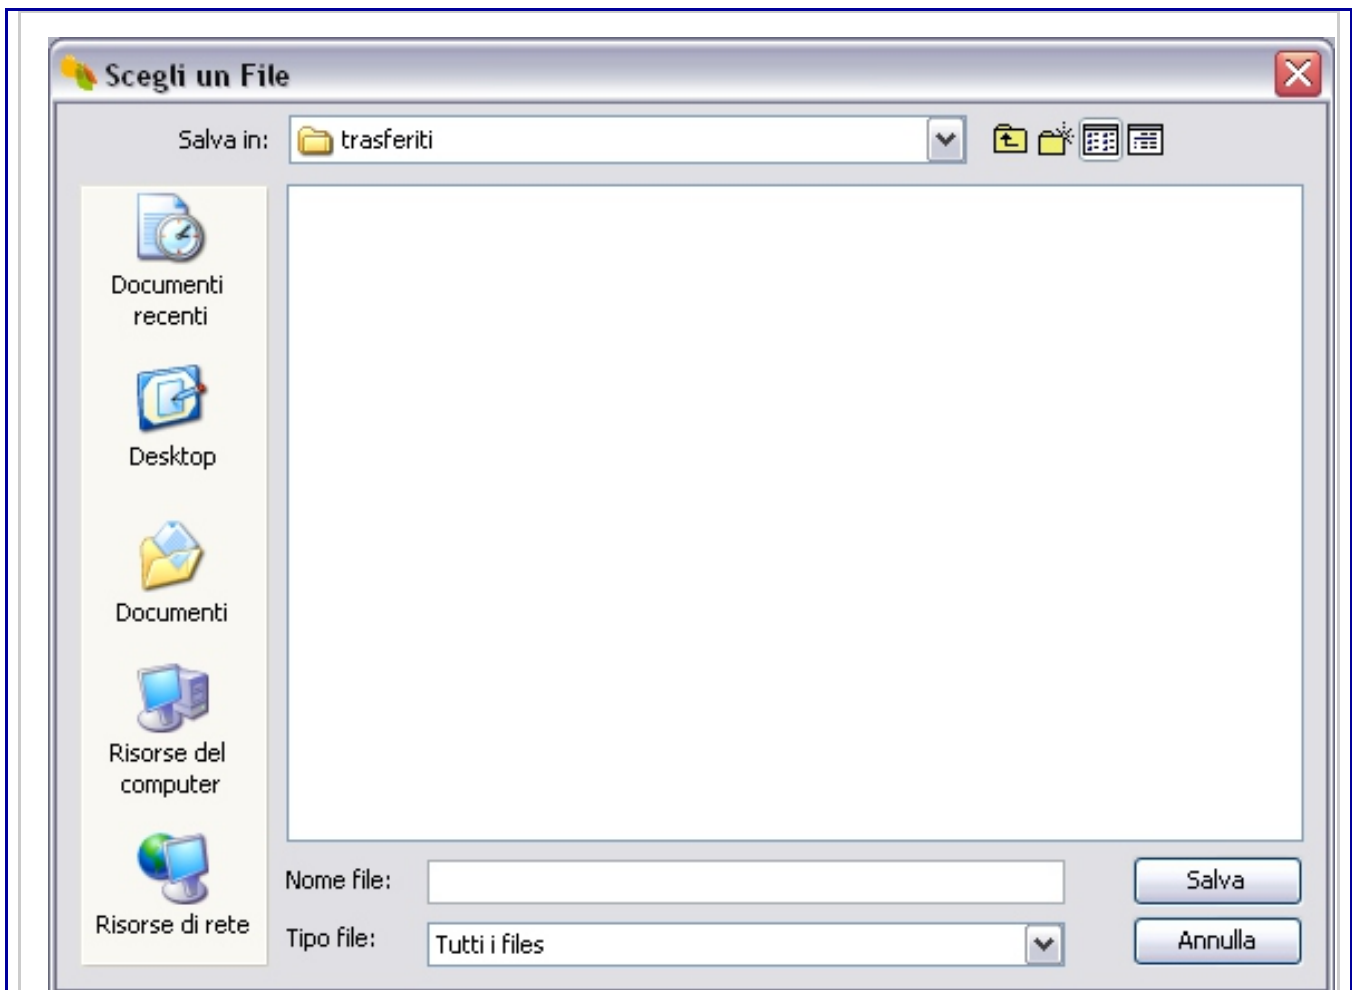 Scegli un File
Salva in:
trasferiti
Documenti
recenti
Desktop
Documenti
Risorse del
computer
Risorse di rete
Nome file:
Salva
Tipo file:
Tutti i files
Annulla